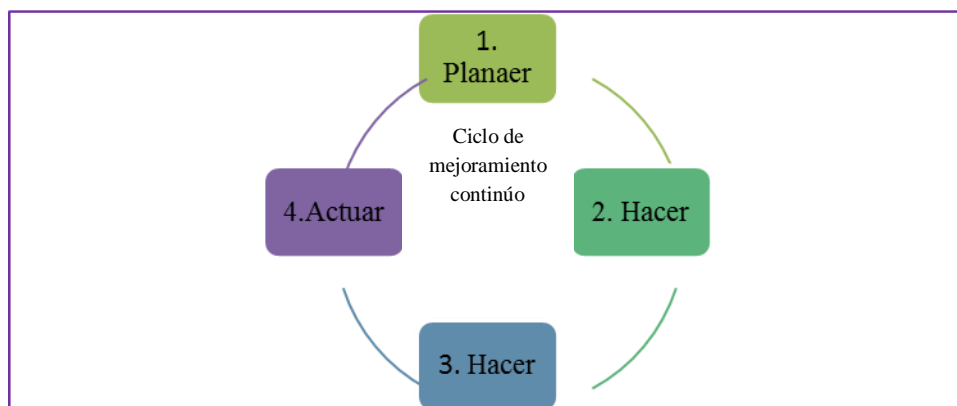 1.
Planaer
Ciclo de
mejoramiento
continúo
4.Actuar
2. Hacer
3. Hacer